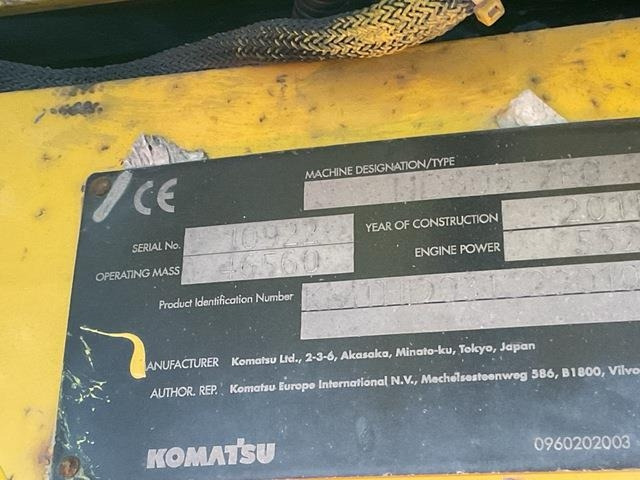 CE
MACHINE DESIGNATION/TYPE
SERIAL No. 10922
YEAR OF CONSTRUCTION
OPERATING MASS 46560
ENGINE POWER
Product Identification Number
ANUFACTURER Komatsu Ltd., 2-3-6, Akasaka, Minato-ku, Tokyo, Japan
AUTHOR. REP. Komatsu Europe International N.V., Mechelsesteenweg 586, B1800, Vilvo
KOMATSU
0960202003